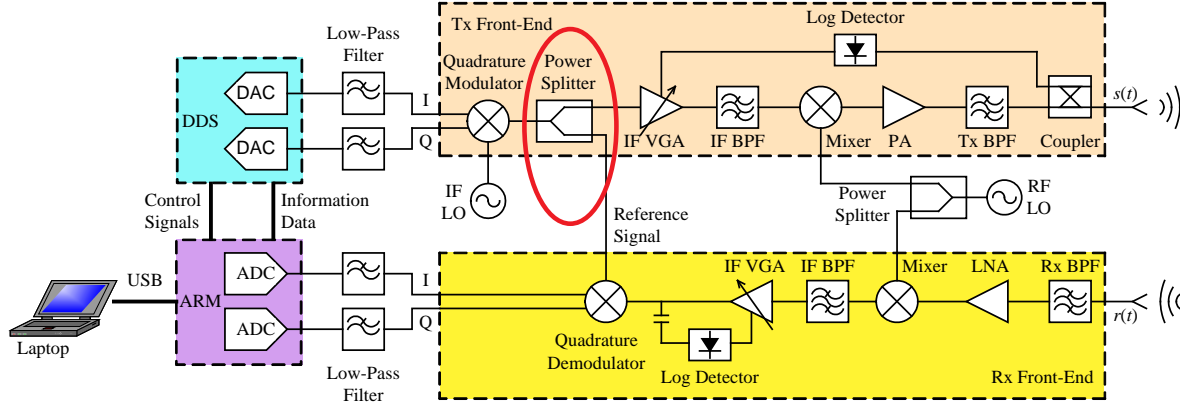 Tx Front-End
Log Detector
Low-Pass
Filter
Quadrature
Modulator
Power
Splitter
DAC
I
DDS
DAC
Q
s(t)
IF VGA
IF BPF
Mixer
PA
Tx BPF
Coupler
IF
LO
Control
Signals
Information
Data
Reference
Signal
Power
Splitter
RF
LO
USB
ARM
ADC
I
ADC
Q
IF VGA
IF BPF
Mixer
LNA
Rx BPF
r(t)
Laptop
Quadrature
Demodulator
Log Detector
Low-Pass
Filter
Rx Front-End